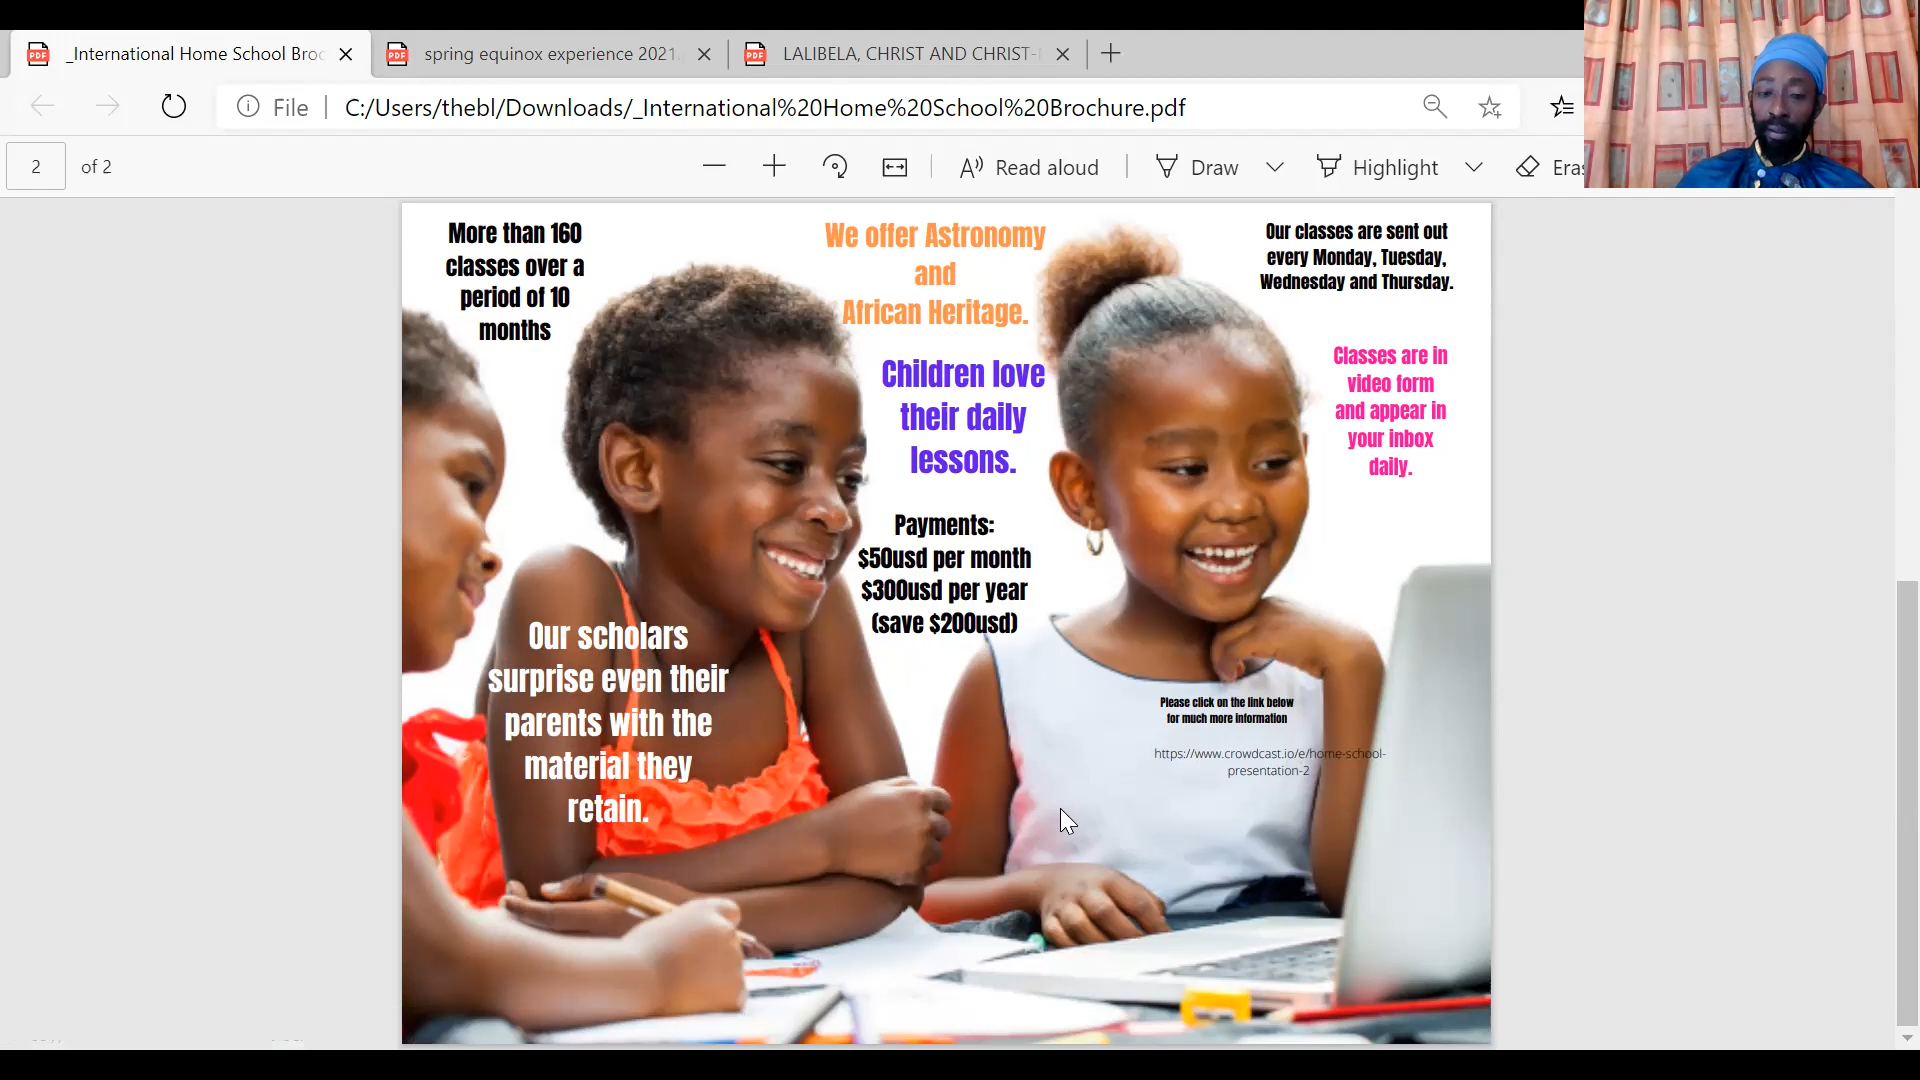 _International Home School Broc
spring equinox experience 2021.
LALIBELA, CHRIST AND CHRIST-
File
C:/Users/thebl/Downloads/_International%20Home%20School%20Brochure.pdf
2
of 2
Read aloud
Draw
Highlight
Eras
More than 160
classes over a
period of 10
months
We offer Astronomy
and
African Heritage.
Our classes are sent out
every Monday, Tuesday,
Wednesday and Thursday.
Children love
their daily
lessons.
Classes are in
video form
and appear in
your inbox
daily.
Payments:
$50usd per month
$300usd per year
(save $200usd)
Our scholars
surprise even their
parents with the
material they
retain.
Please click on the link below
for much more information
https://www.crowdcast.io/e/home-school-
presentation-2